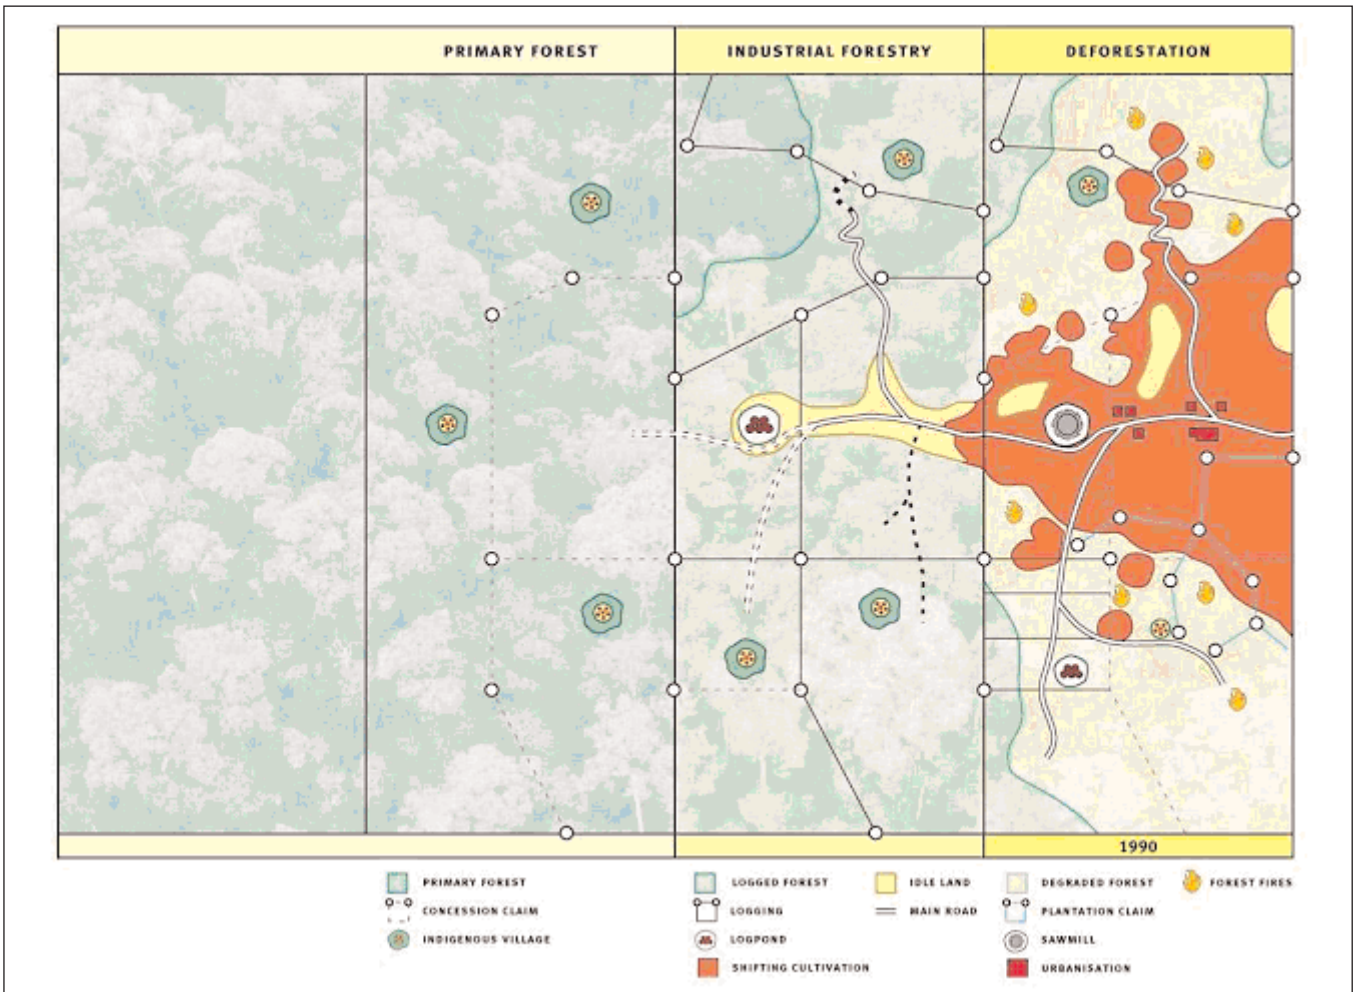 PRIMARY FOREST
INDUSTRIAL FORESTRY
DEFORESTATION
1990
PRIMARY FOREST
CONCESSION CLAIM
INDIGENOUS VILLAGE
LOGGED FOREST
LOGGING
LOGPOND
SHIFTING CULTIVATION
IDLE LAND
MAIN ROAD
DEGRADED FOREST
PLANTATION CLAIM
SAWMILL
URBANISATION
FOREST FIRES